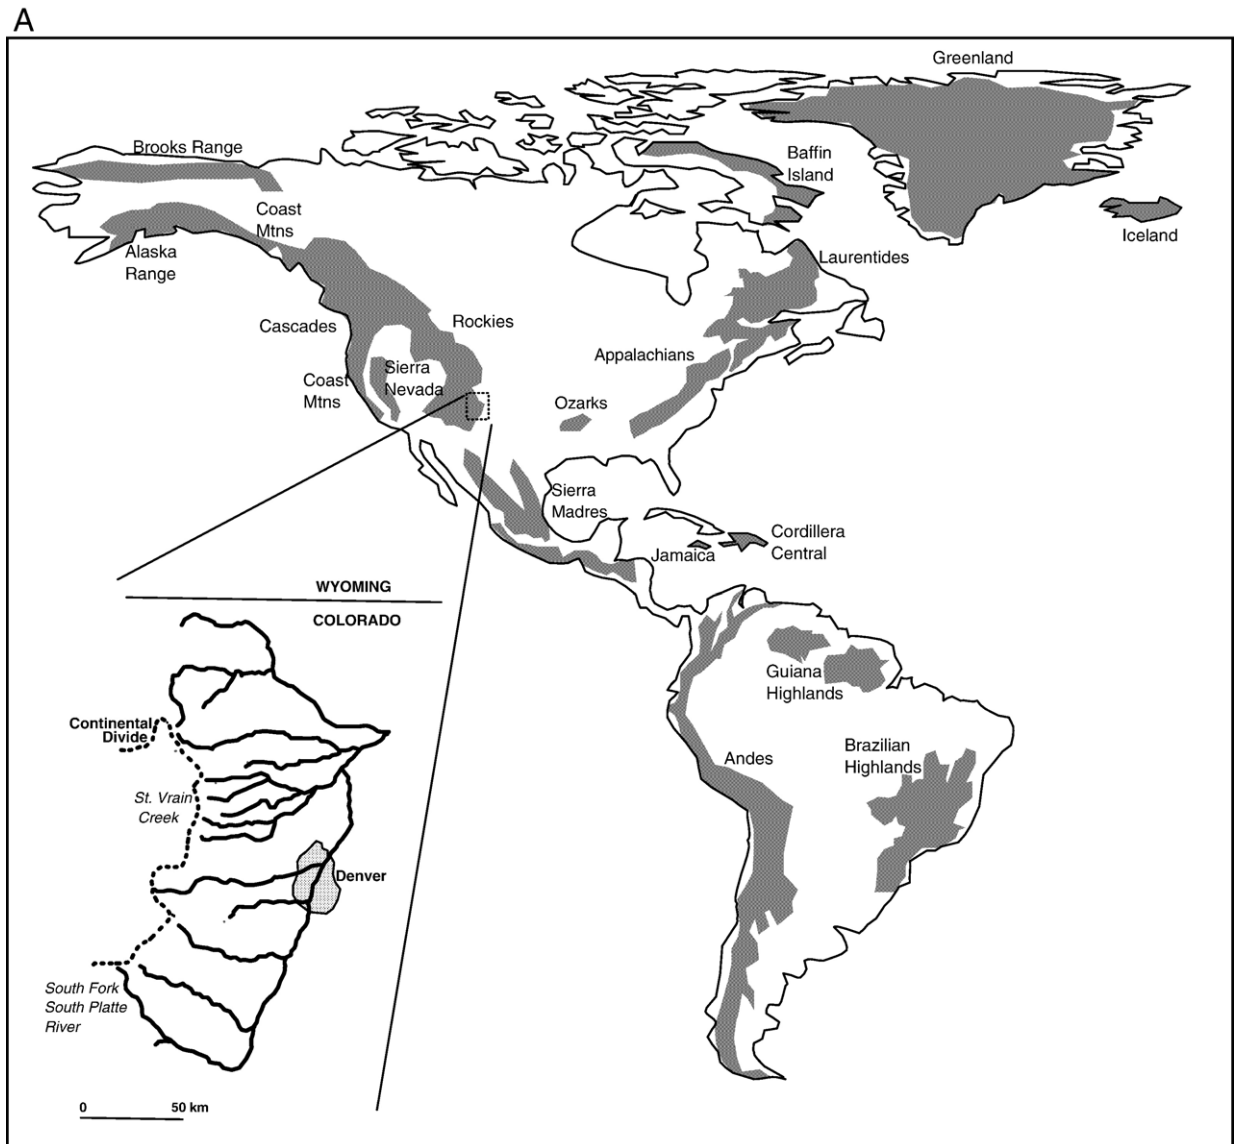 A
Greenland
Brooks Range
Baffin
Island
Coast
Mtns
Iceland
Alaska
Range
Laurentides
Cascades
Rockies
Appalachians
Sierra
Nevada
Coast
Mtns
Ozarks
Sierra
Madres
Jamaica
Cordillera
Central
WYOMING
COLORADO
Guiana
Highlands
Continental
Divide
Andes
Brazilian
Highlands
St. Vrain
Creek
Denver
South Fork
South Platte
River
0 50 km